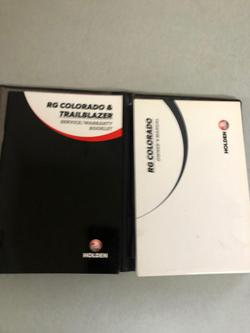 RG COLORADO &
TRAILBLAZER
SERVICE/WARRANTY
BOOKLET
HOLDEN
RG COLORADO
OWNER'S MANUAL
HOLDEN